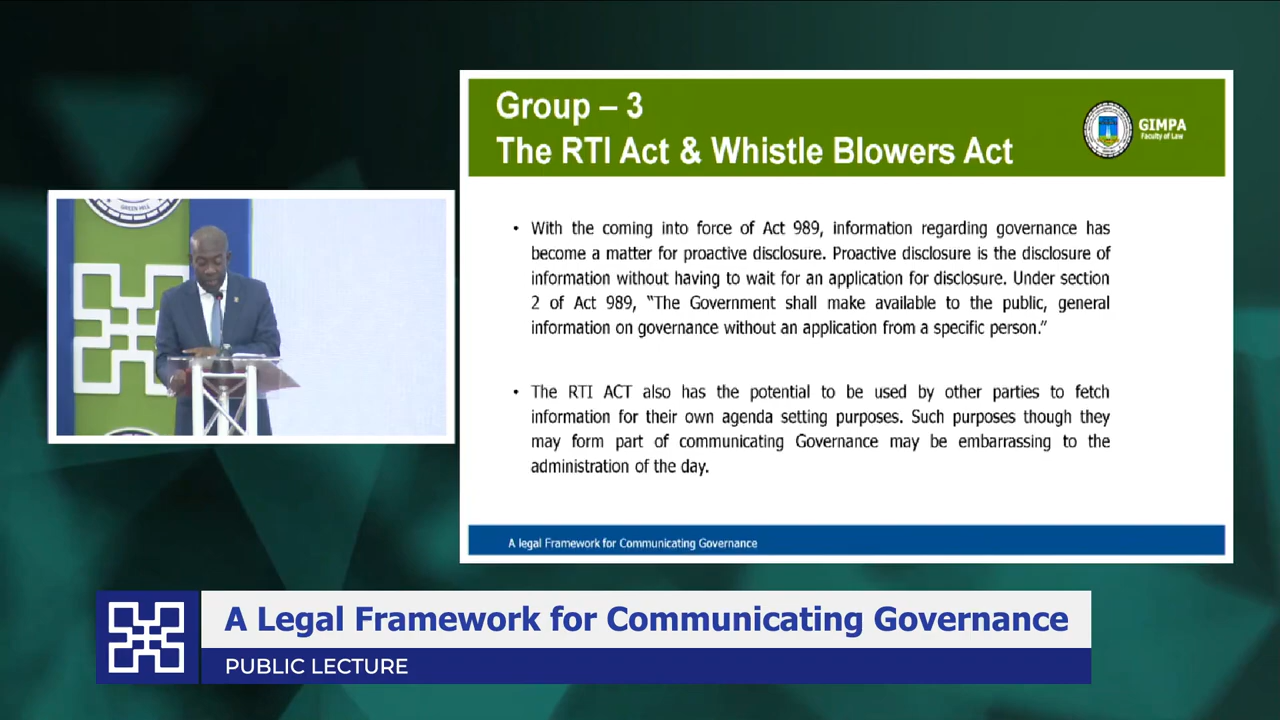 Group – 3
The RTI Act & Whistle Blowers Act
GIMPA
Faculty of Law
• With the coming into force of Act 989, information regarding governance has
become a matter for proactive disclosure. Proactive disclosure is the disclosure of
information without having to wait for an application for disclosure. Under section
2 of Act 989, “The Government shall make available to the public, general
information on governance without an application from a specific person.”
• The RTI ACT also has the potential to be used by other parties to fetch
information for their own agenda setting purposes. Such purposes though they
may form part of communicating Governance may be embarrassing to the
administration of the day.
A legal Framework for Communicating Governance
GREEN HILL
A Legal Framework for Communicating Governance
PUBLIC LECTURE